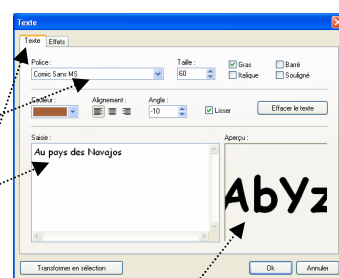 Texte
Texte Effets
Police : Taille :
Comic Sans MS 60 Gras Barré
Italique Souligné
Couleur : Alignement : Angle :
-10 Lisser Effacer le texte
Saisie : Aperçu :
Au pays des Navajos
AbYz
Transformer en sélection Ok Annuler